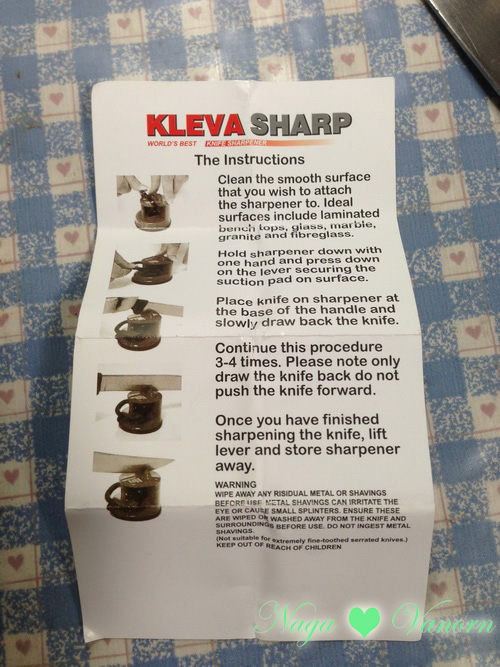 KLEVA SHARP
WORLD'S BEST KNIFE SHARPENER
The Instructions
Clean the smooth surface
that you wish to attach
the sharpener to. Ideal
surfaces include laminated
bench tops, glass, marble,
granite and fibreglass.
Hold sharpener down with
one hand and press down
on the lever securing the
suction pad on surface.
Place knife on sharpener at
the base of the handle and
slowly draw back the knife.
Continue this procedure
3-4 times. Please note only
draw the knife back do not
push the knife forward.
Once you have finished
sharpening the knife, lift
lever and store sharpener
away.
WARNING
WIPE AWAY ANY RISIDUAL METAL OR SHAVINGS
BEFORE USE. METAL SHAVINGS CAN IRRITATE THE
EYE OR CAUSE SMALL SPLINTERS. ENSURE THESE
ARE WIPED OR WASHED AWAY FROM THE KNIFE AND
SURROUNDINGS BEFORE USE. DO NOT INGEST METAL
SHAVINGS.
(Not suitable for extremely fine-toothed serrated knives.)
KEEP OUT OF REACH OF CHILDREN
Naga Vanorn